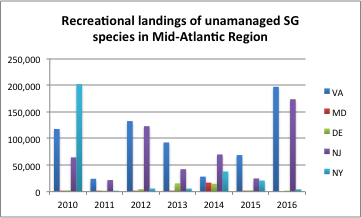 Recreational landings of unamanaged SG
species in Mid-Atlantic Region
250,000
200,000
150,000
100,000
50,000
0
2010 2011 2012 2013 2014 2015 2016
VA
MD
DE
NJ
NY